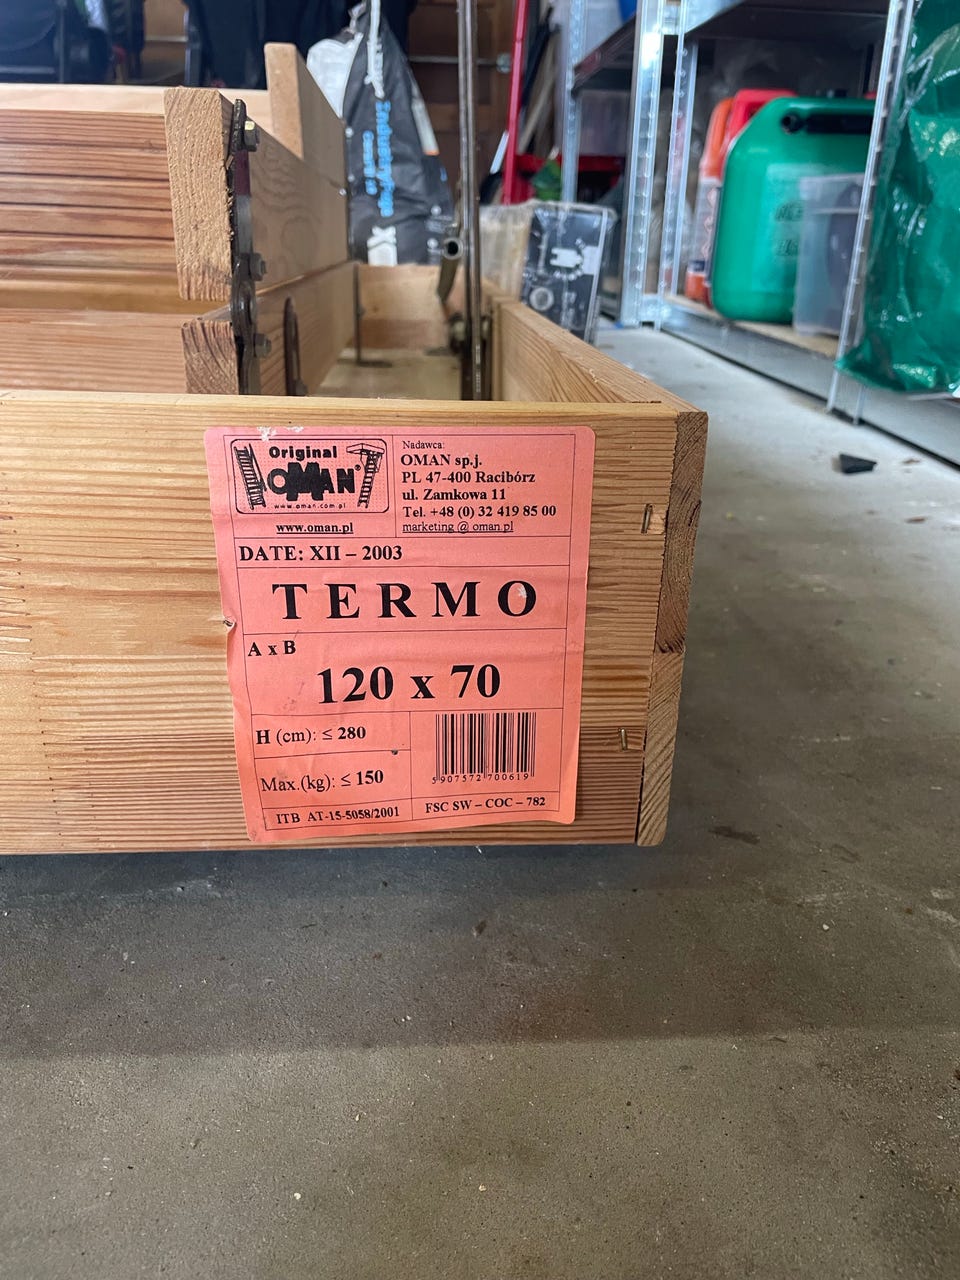 Original
OMAN®
www.oman.com.pl
www.oman.pl
Nadawca:
OMAN sp.j.
PL 47-400 Racibórz
ul. Zamkowa 11
Tel. +48 (0) 32 419 85 00
marketing @ oman.pl
DATE: XII – 2003
TERMO
A x B
120 x 70
H (cm): ≤ 280
Max.(kg): ≤ 150
5907572700619
ITB AT-15-5058/2001
FSC SW – COC – 782